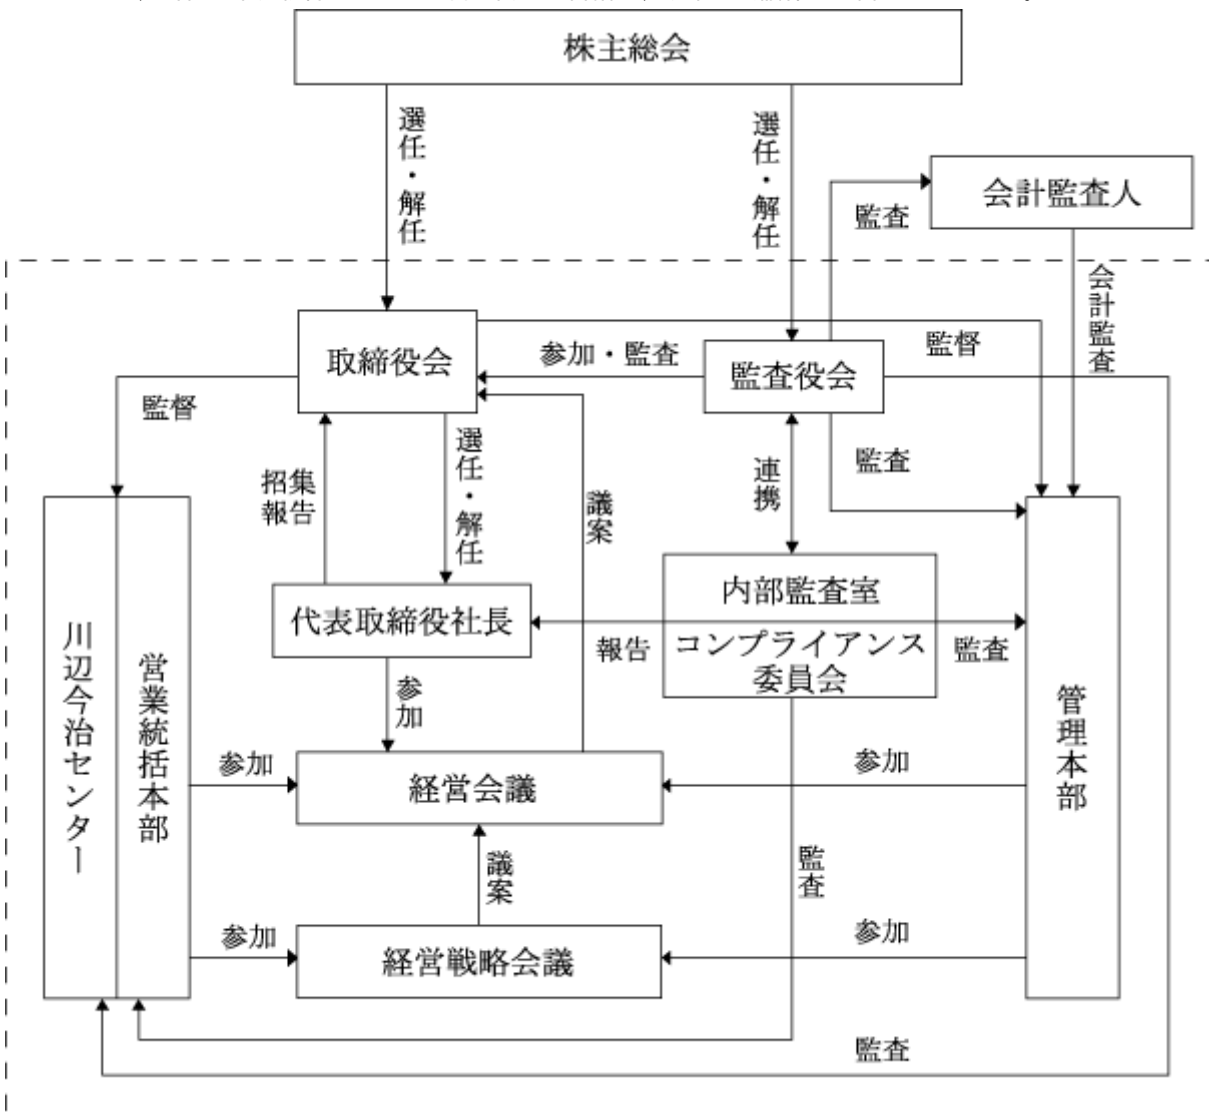 株主総会
選任・解任
選任・解任
会計監査人
監査
会計監査
取締役会
参加・監査
監査役会
監督
監督
招集
報告
選任・解任
議案
連携
監査
代表取締役社長
報告
内部監査室
コンプライアンス
委員会
監査
川辺今治センター
営業統括本部
管理本部
参加
参加
経営会議
参加
議案
監査
参加
経営戦略会議
参加
監査